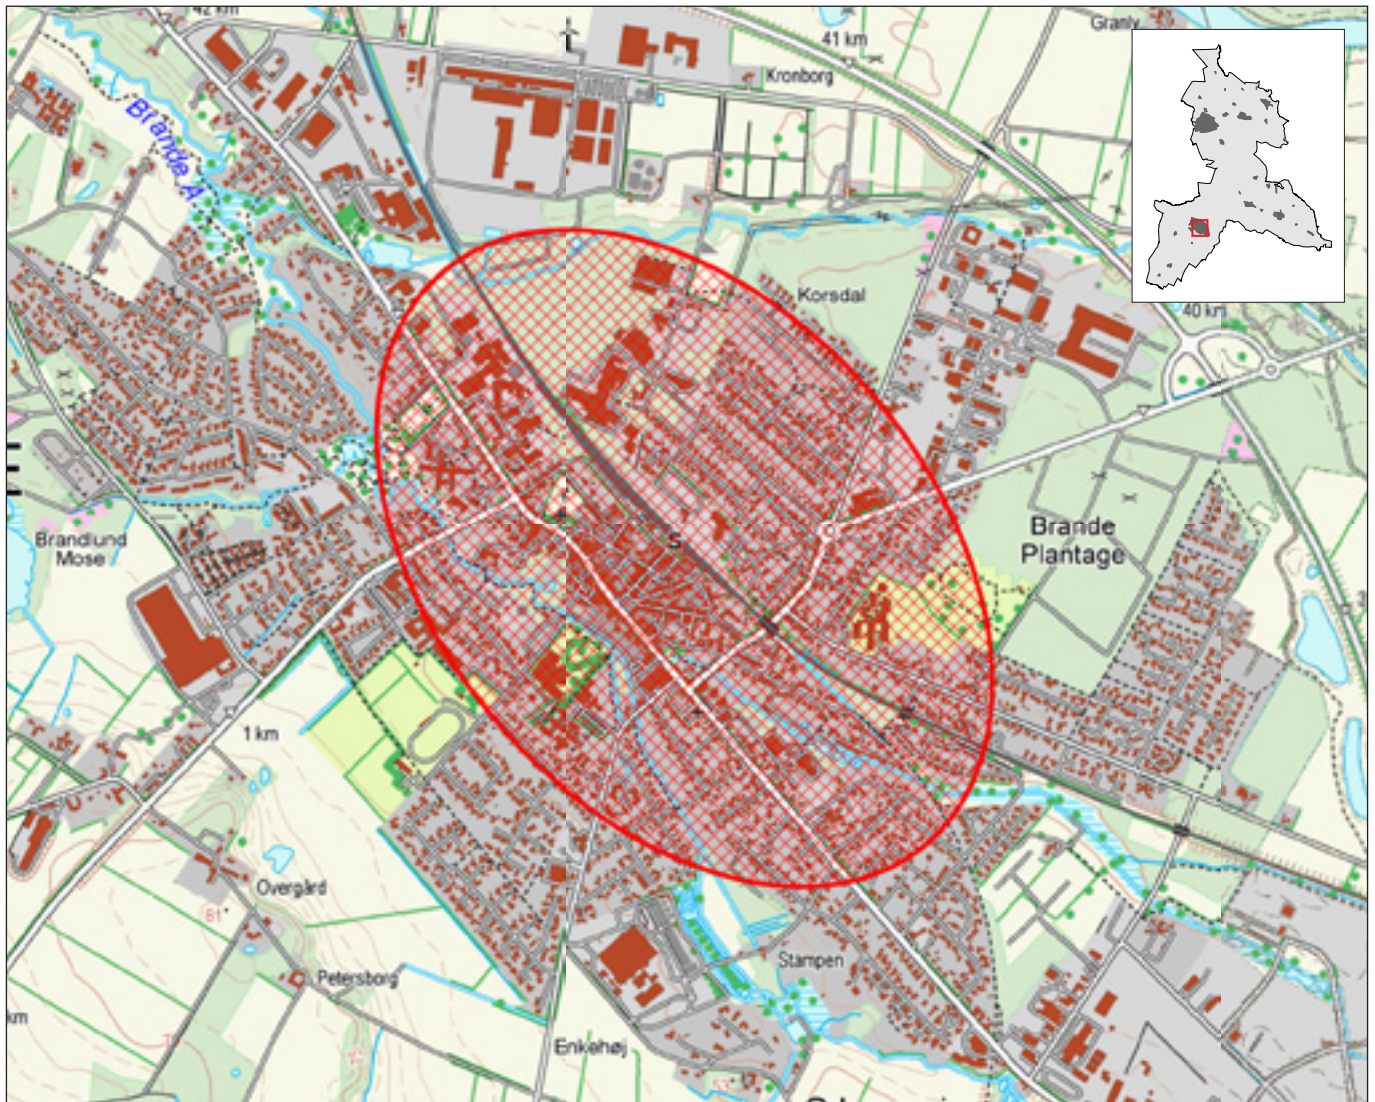 42 km
Granly
41 km
Kronborg
Brande Å
Korsdal
40 km
Brande
Plantage
S
Brandlund
Mose
1 km
Overgård
81
Petersborg
Stampen
km
Enkehøj
53